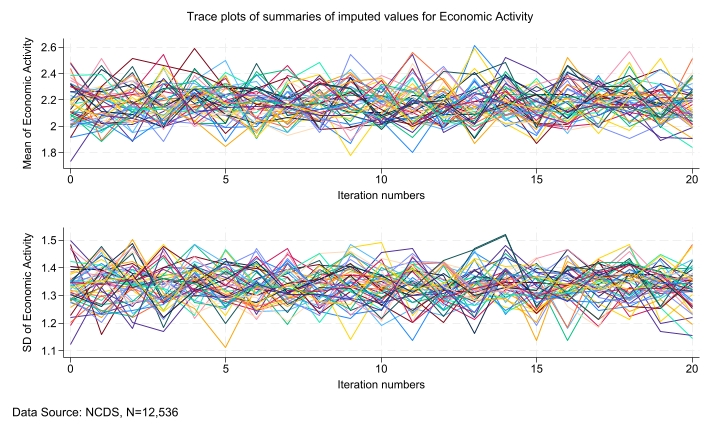 Trace plots of summaries of imputed values for Economic Activity
Mean of Economic Activity
2.6
2.4
2.2
2
1.8
0 5 10 15 20
Iteration numbers
SD of Economic Activity
1.5
1.4
1.3
1.2
1.1
0 5 10 15 20
Iteration numbers
Data Source: NCDS, N=12,536